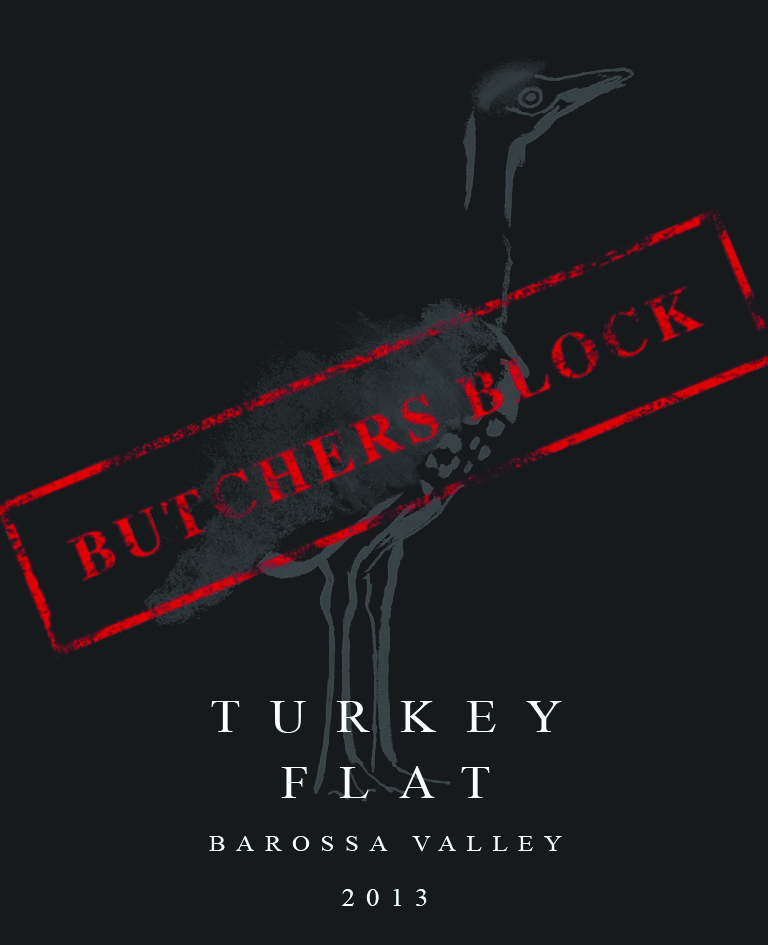 BUTCHERS BLOCK
TURKEY
FLAT
BAROSSA VALLEY
2013